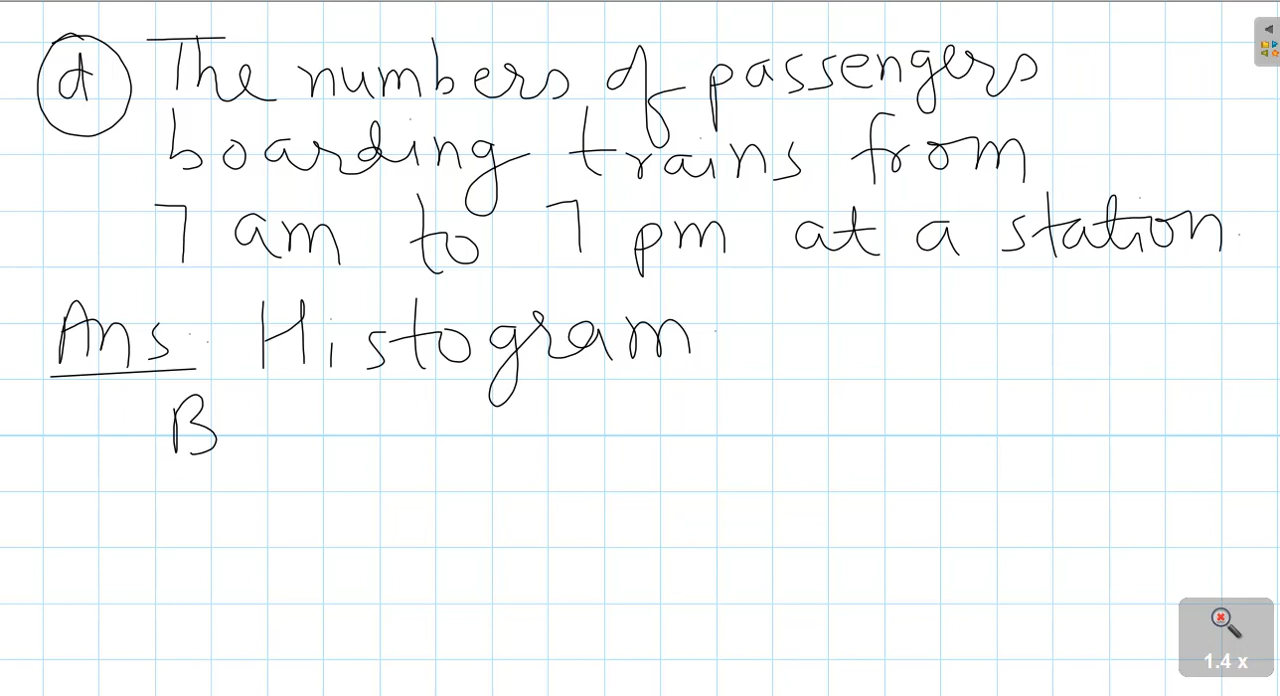 d The numbers of passengers
boarding trains from
7 am to 7 pm at a station.
Ans. Histogram.
B
1.4 x